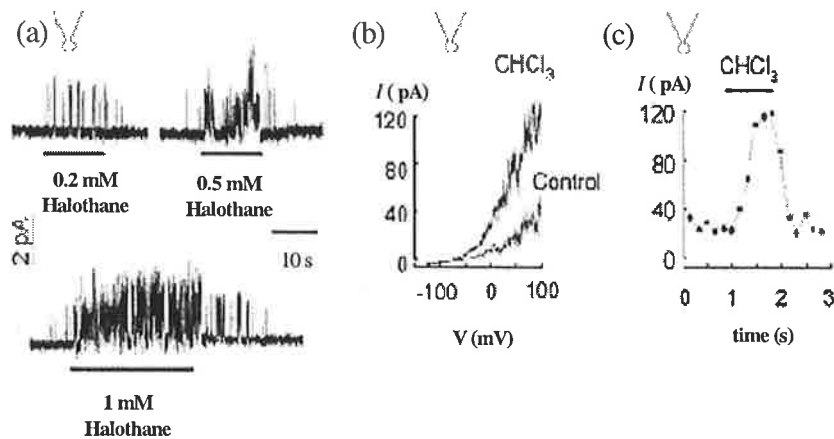 (a)
0.2 mM
Halothane
0.5 mM
Halothane
2 pA
10 s
1 mM
Halothane
(b)
CHCl₃
I (pA)
120
80
40
0
Control
-100
0
100
V (mV)
(c)
CHCl₃
I (pA)
120
80
40
0
0
1
2
3
time (s)